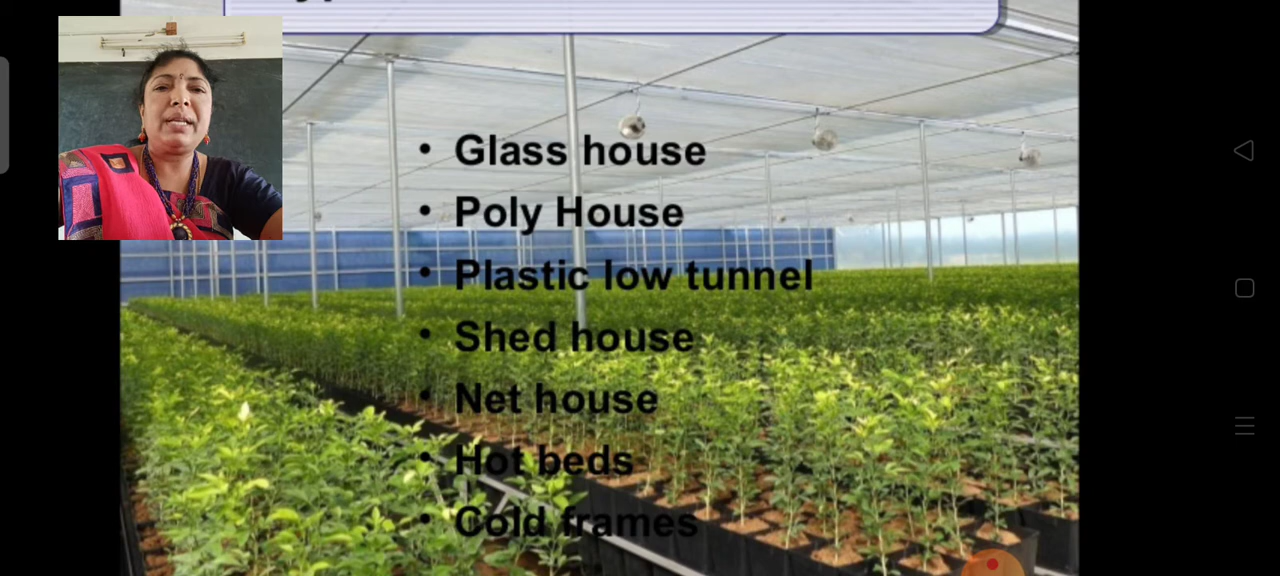 • Glass house
• Poly House
• Plastic low tunnel
• Shed house
• Net house
• Hot beds
• Cold frames